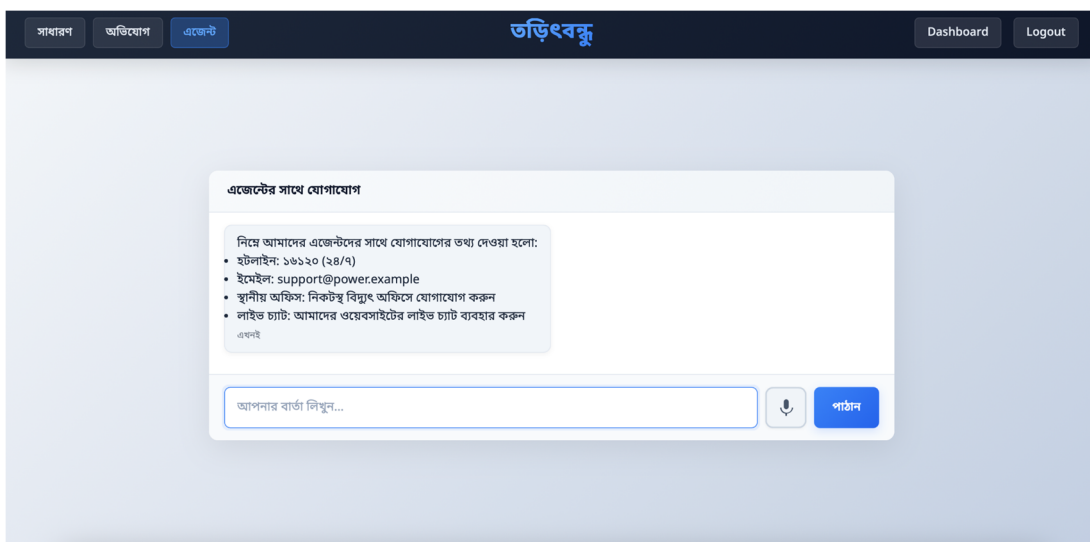 সাধারণ
অভিযোগ
এজেন্ট
তড়িৎবন্ধু
Dashboard
Logout
এজেন্টের সাথে যোগাযোগ
নিম্নে আমাদের এজেন্টদের সাথে যোগাযোগের তথ্য দেওয়া হলো:
• হটলাইন: ১৬১২০ (২৪/৭)
• ইমেইল: support@power.example
• স্থানীয় অফিস: নিকটস্থ বিদ্যুৎ অফিসে যোগাযোগ করুন
• লাইভ চ্যাট: আমাদের ওয়েবসাইটের লাইভ চ্যাট ব্যবহার করুন
এখনই
আপনার বার্তা লিখুন...
পাঠান